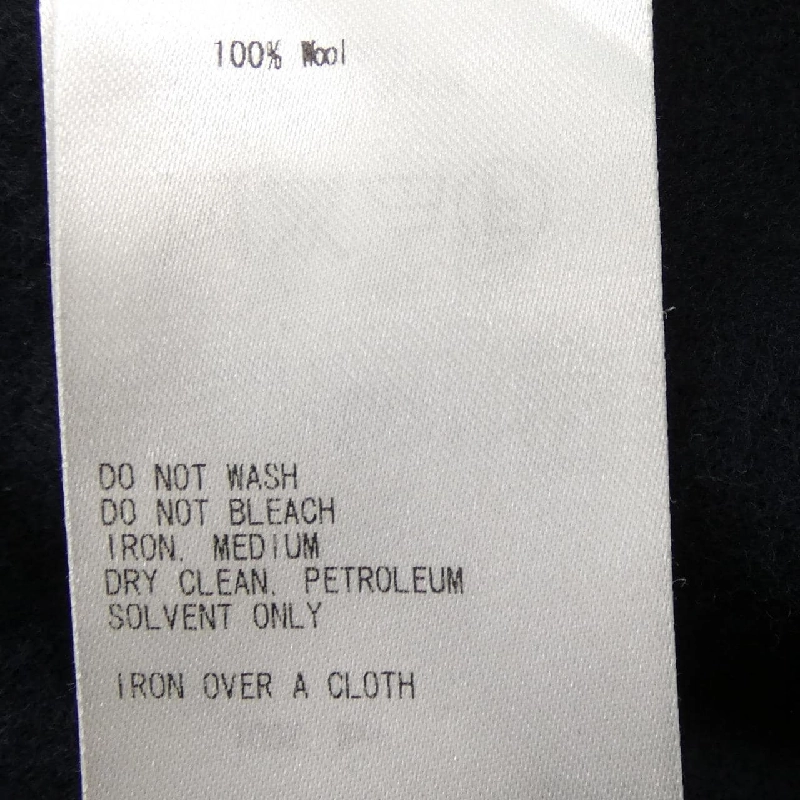 100% Wool
DO NOT WASH
DO NOT BLEACH
IRON. MEDIUM
DRY CLEAN. PETROLEUM
SOLVENT ONLY
IRON OVER A CLOTH